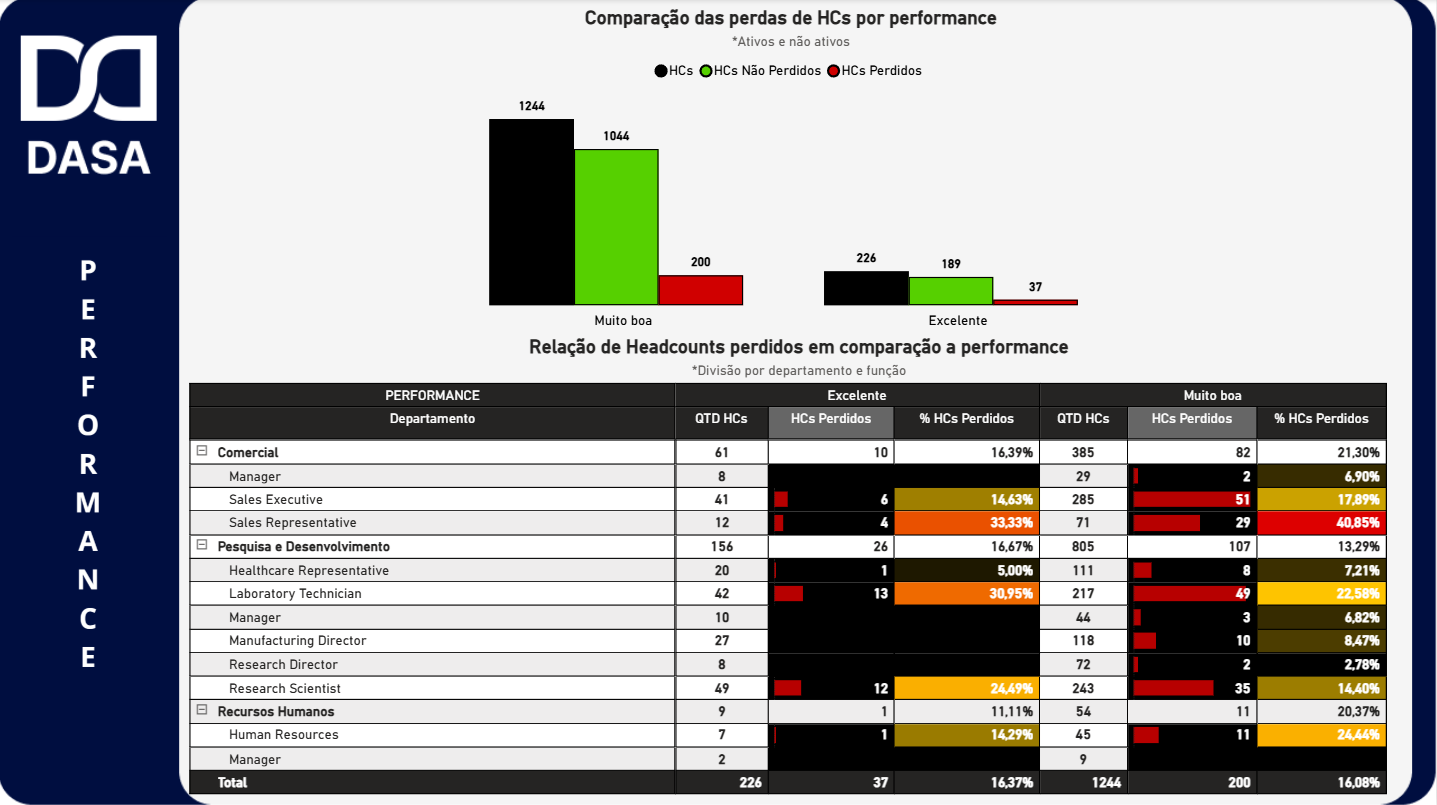 DASA
PERFORMANCE
Comparação das perdas de HCs por performance
*Ativos e não ativos
HCs HCs Não Perdidos HCs Perdidos
1244
1044
200
226
189
37
Muito boa Excelente
Relação de Headcounts perdidos em comparação a performance
*Divisão por departamento e função
PERFORMANCE Excelente Muito boa
Departamento QTD HCs HCs Perdidos % HCs Perdidos QTD HCs HCs Perdidos % HCs Perdidos
Comercial 61 10 16,39% 385 82 21,30%
Manager 8 29 2 6,90%
Sales Executive 41 6 14,63% 285 51 17,89%
Sales Representative 12 4 33,33% 71 29 40,85%
Pesquisa e Desenvolvimento 156 26 16,67% 805 107 13,29%
Healthcare Representative 20 1 5,00% 111 8 7,21%
Laboratory Technician 42 13 30,95% 217 49 22,58%
Manager 10 44 3 6,82%
Manufacturing Director 27 118 10 8,47%
Research Director 8 72 2 2,78%
Research Scientist 49 12 24,49% 243 35 14,40%
Recursos Humanos 9 1 11,11% 54 11 20,37%
Human Resources 7 1 14,29% 45 11 24,44%
Manager 2 9
Total 226 37 16,37% 1244 200 16,08%